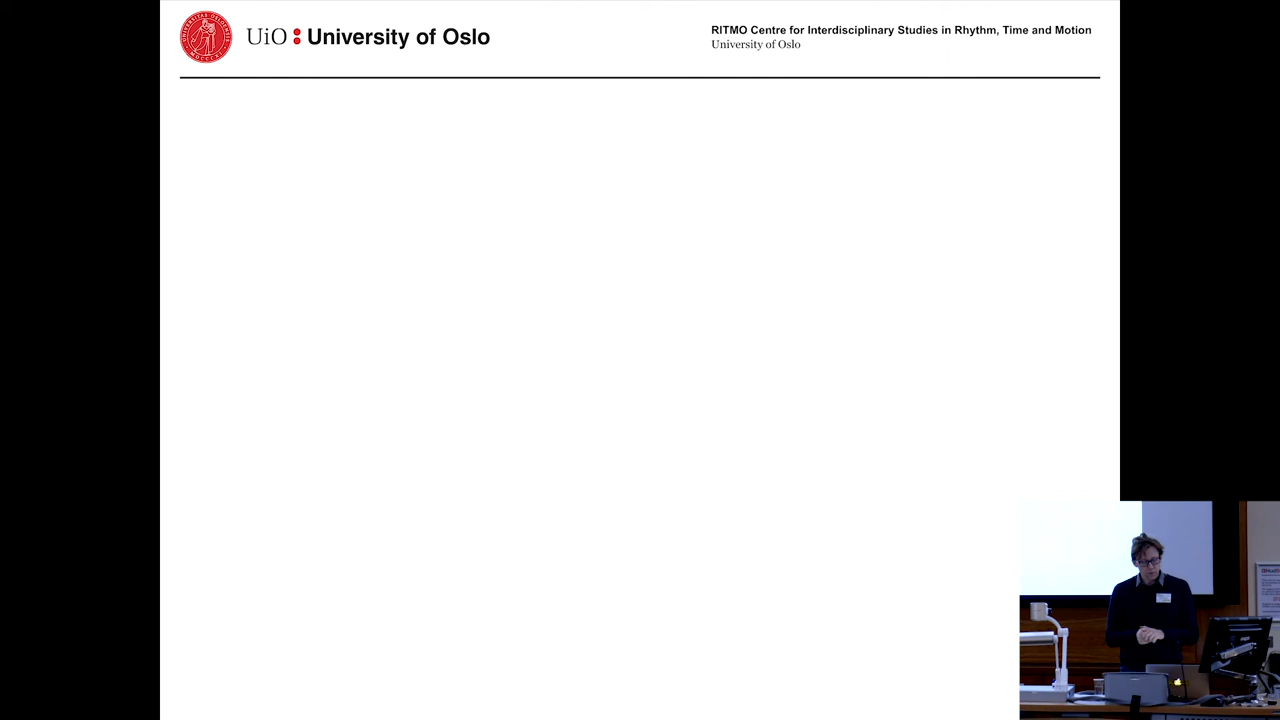 UiO : University of Oslo
RITMO Centre for Interdisciplinary Studies in Rhythm, Time and Motion
University of Oslo